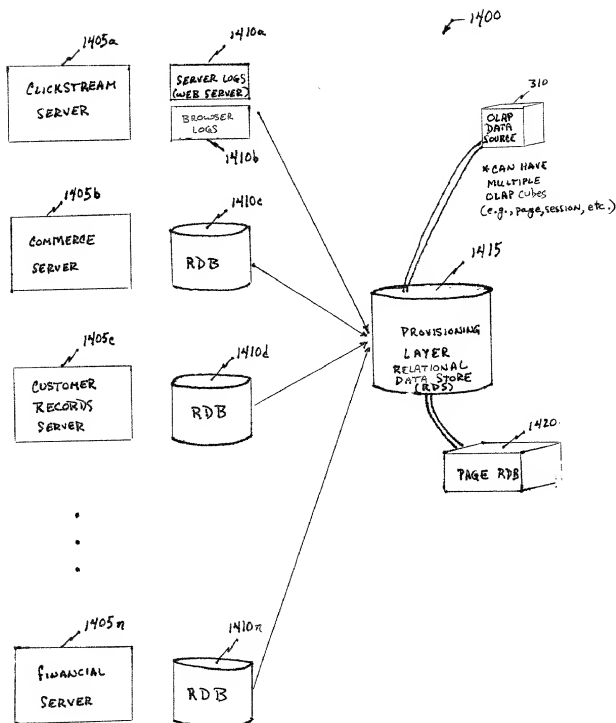 1400
1405a
CLICKSTREAM
SERVER
1410a
SERVER LOGS
(WEB SERVER)
BROWSER
LOGS
1410b
310
OLAP
DATA
SOURCE
*CAN HAVE
MULTIPLE
OLAP CUBES
(e.g., page, session, etc.)
1405b
COMMERCE
SERVER
1410c
RDB
1415
PROVISIONING
LAYER
RELATIONAL
DATA STORE
(RDS)
1405c
CUSTOMER
RECORDS
SERVER
1410d
RDB
1420
PAGE RDB
1405n
FINANCIAL
SERVER
1410n
RDB